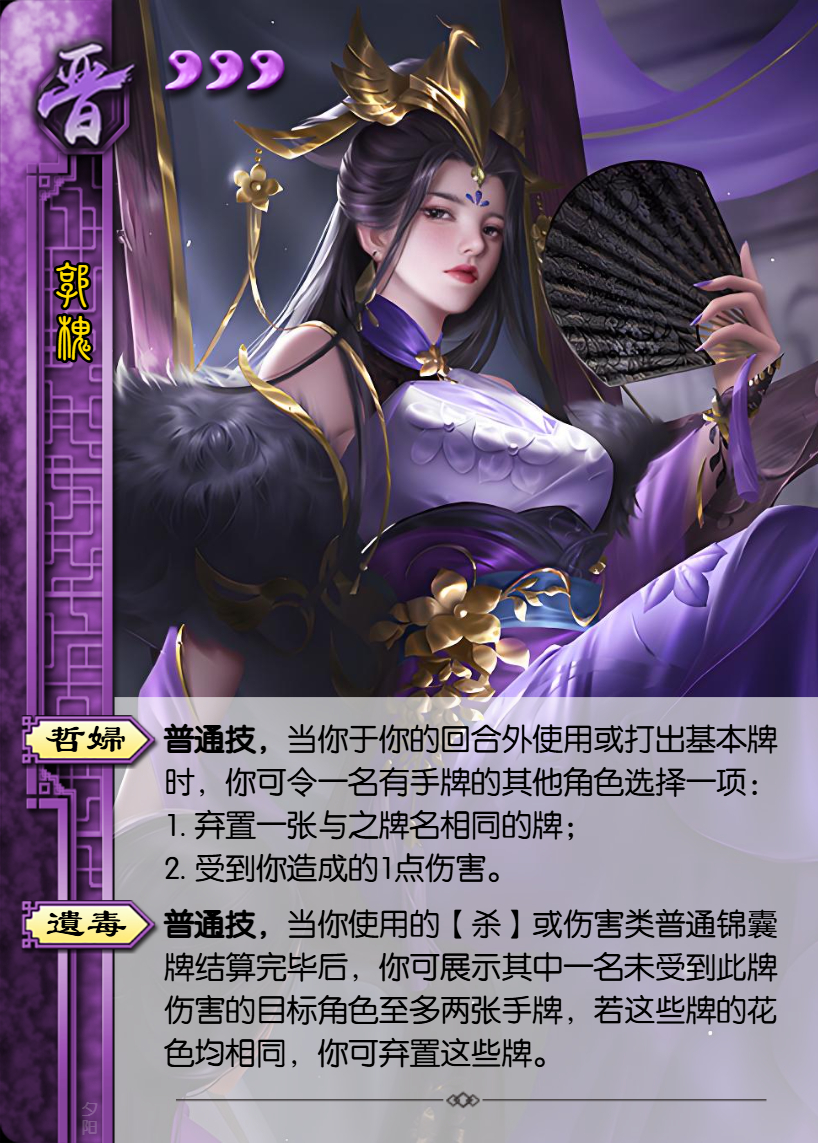 晋
郭槐
哲婦
普通技，当你于你的回合外使用或打出基本牌
时，你可令一名有手牌的其他角色选择一项：
1. 弃置一张与之牌名相同的牌；
2. 受到你造成的1点伤害。
遺毒
普通技，当你使用的【杀】或伤害类普通锦囊
牌结算完毕后，你可展示其中一名未受到此牌
伤害的目标角色至多两张手牌，若这些牌的花
色均相同，你可弃置这些牌。
夕阳